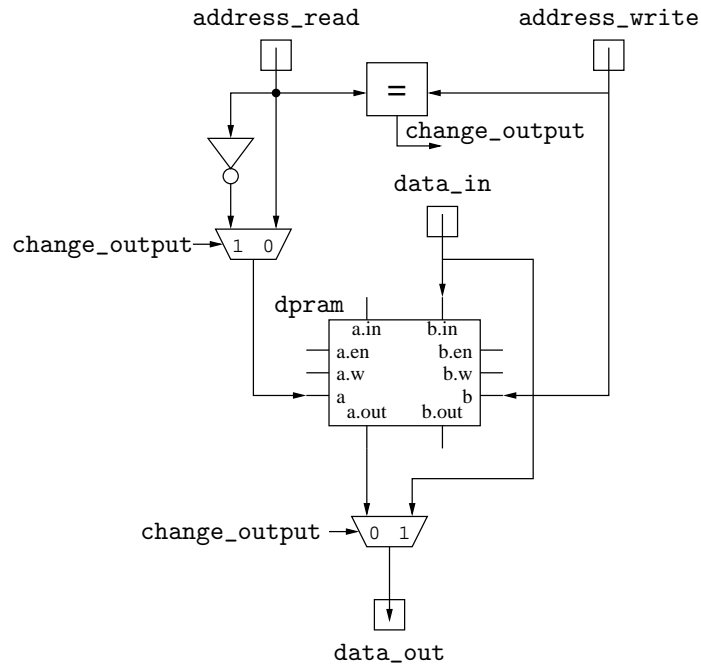 address_read address_write
=
change_output
data_in
change_output 1 0
dpram
a.in b.in
a.en b.en
a.w b.w
a b
a.out b.out
change_output 0 1
data_out